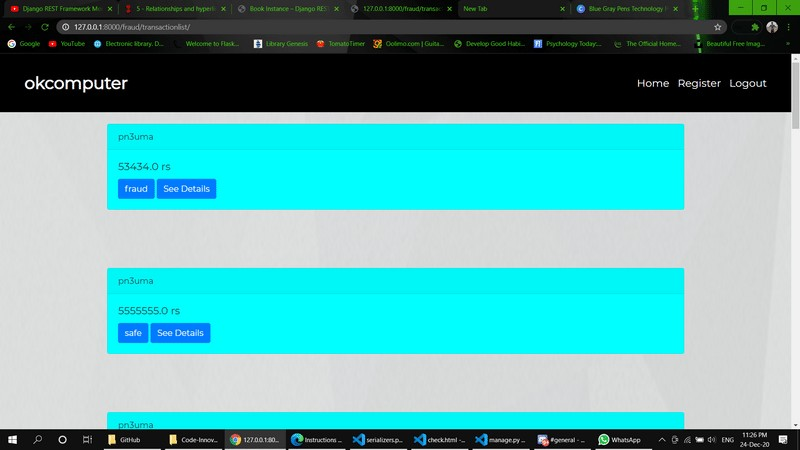 Django REST Framework Mo
5 - Relationships and hyperli
Book Instance – Django RES
127.0.0.1:8000/fraud/transac
New Tab
Blue Gray Pens Technology
127.0.0.1:8000/fraud/transactionlist/
Google
YouTube
Electronic library. D...
Welcome to Flask...
Library Genesis
TomatoTimer
Oolimo.com | Guita...
Develop Good Habi...
Psychology Today:...
The Official Home...
Beautiful Free Imag...
okcomputer
Home Register Logout
pn3uma
53434.0 rs
fraud See Details
pn3uma
5555555.0 rs
safe See Details
pn3uma
GitHub
Code-Innov...
127.0.0.1:80...
Instructions ...
serializers.p...
check.html -...
manage.py ...
#general - ...
WhatsApp
ENG
11:26 PM
24-Dec-20